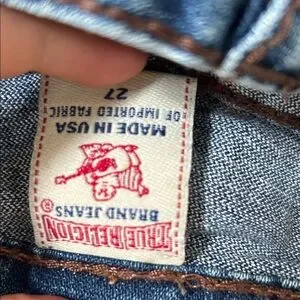 TRUE RELIGION®
BRAND JEANS
MADE IN USA
OF IMPORTED FABRIC
27